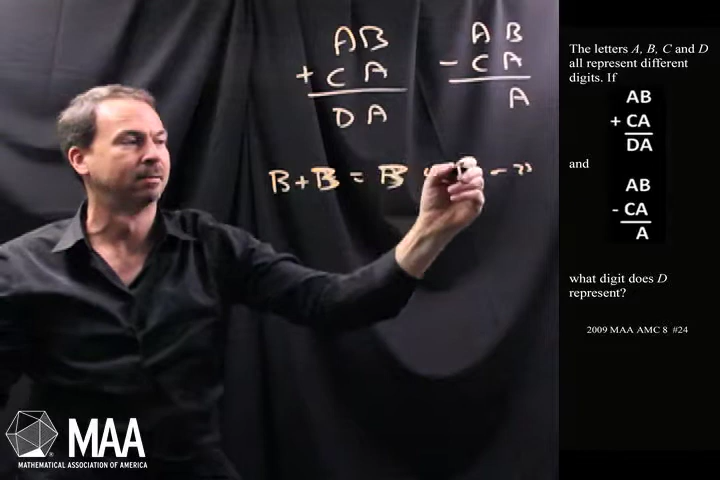 AB
+ CA
DA
AB
- CA
A
B + B = B
The letters A, B, C and D
all represent different
digits. If
AB
+ CA
DA
and
AB
- CA
A
what digit does D
represent?
2009 MAA AMC 8 #24
MAA
MATHEMATICAL ASSOCIATION OF AMERICA